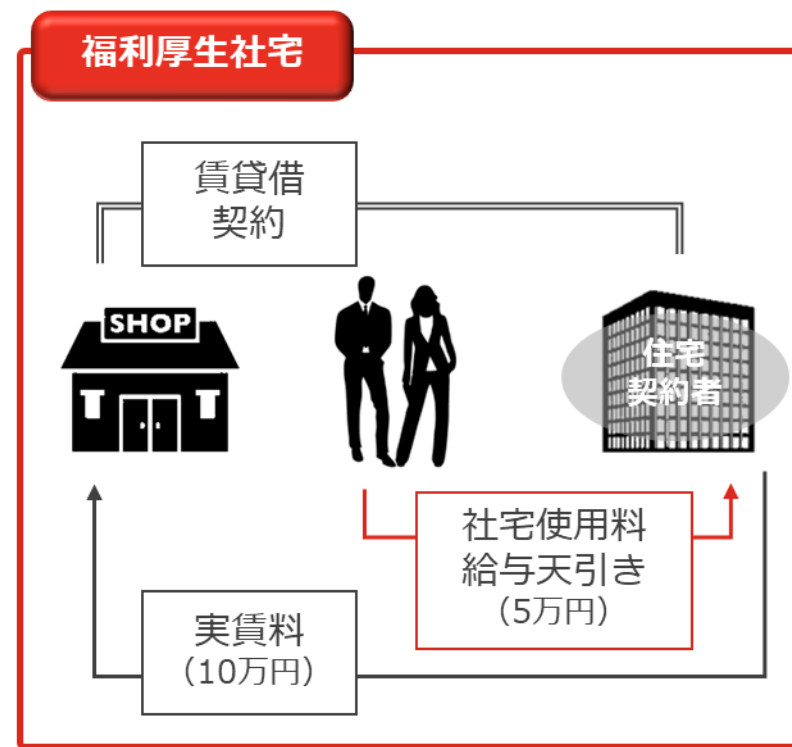 福利厚生社宅
賃貸借
契約
SHOP
住宅
契約者
社宅使用料
給与天引き
（5万円）
実賃料
（10万円）